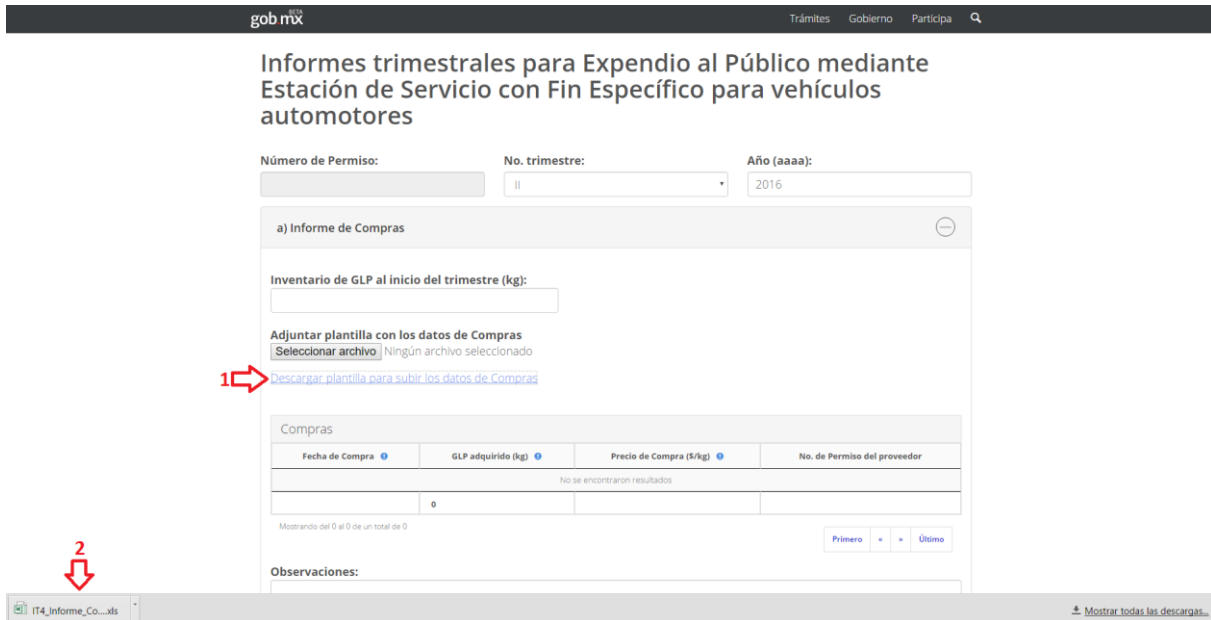 gob mx
BETA
Trámites Gobierno Participa
Informes trimestrales para Expendio al Público mediante
Estación de Servicio con Fin Específico para vehículos
automotores
Número de Permiso: No. trimestre: Año (aaaa):
II 2016
a) Informe de Compras
Inventario de GLP al inicio del trimestre (kg):
Adjuntar plantilla con los datos de Compras
Seleccionar archivo Ningún archivo seleccionado
1 Descargar plantilla para subir los datos de Compras
Compras
Fecha de Compra GLP adquirido (kg) Precio de Compra ($/kg) No. de Permiso del proveedor
No se encontraron resultados
0
Mostrando del 0 al 0 de un total de 0
Primero « » Último
2
Observaciones:
IT4_Informe_Co....xls Mostrar todas las descargas...